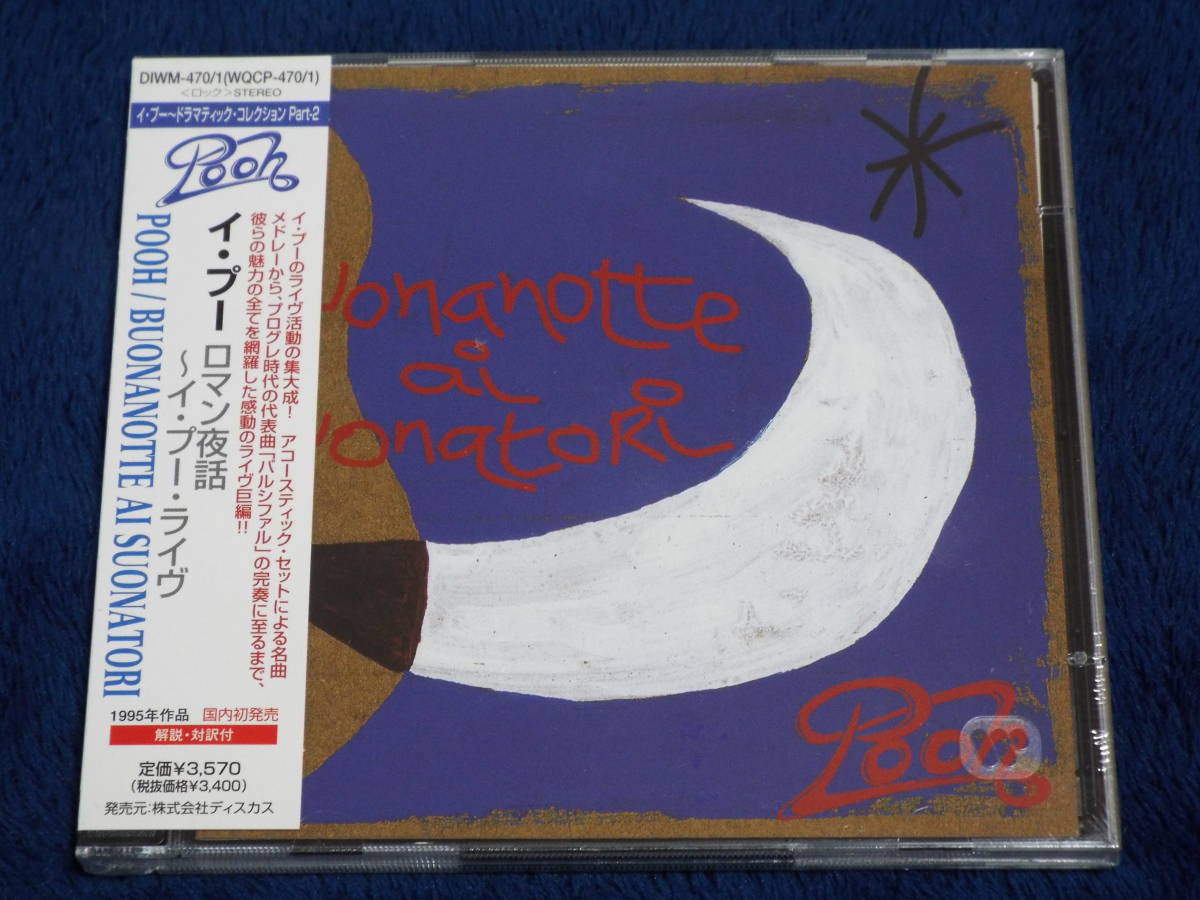 DIWM-470/1(WQCP-470/1)
<ロック>STEREO
イ・プー～ドラマティック・コレクション Part-2
Pooh
イ・プーのライヴ活動の集大成! アコースティック・セットによる名曲
メドレーから、プログレ時代の代表曲「パルシファル」の完奏に至るまで、
彼らの魅力の全てを網羅した感動のライヴ巨編!!
イ・プー ロマン夜話
～イ・プー・ライヴ
POOH / BUONANOTTE AI SUONATORI
1995年作品 国内初発売
解説・対訳付
定価¥3,570
(税抜価格¥3,400)
発売元:株式会社ディスカス
uonanotte
ai
uonatori
Pooh